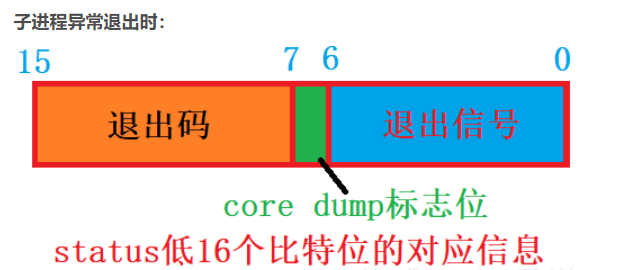 子进程异常退出时:
15 7 6 0
退出码 退出信号
core dump标志位
status低16个比特位的对应信息